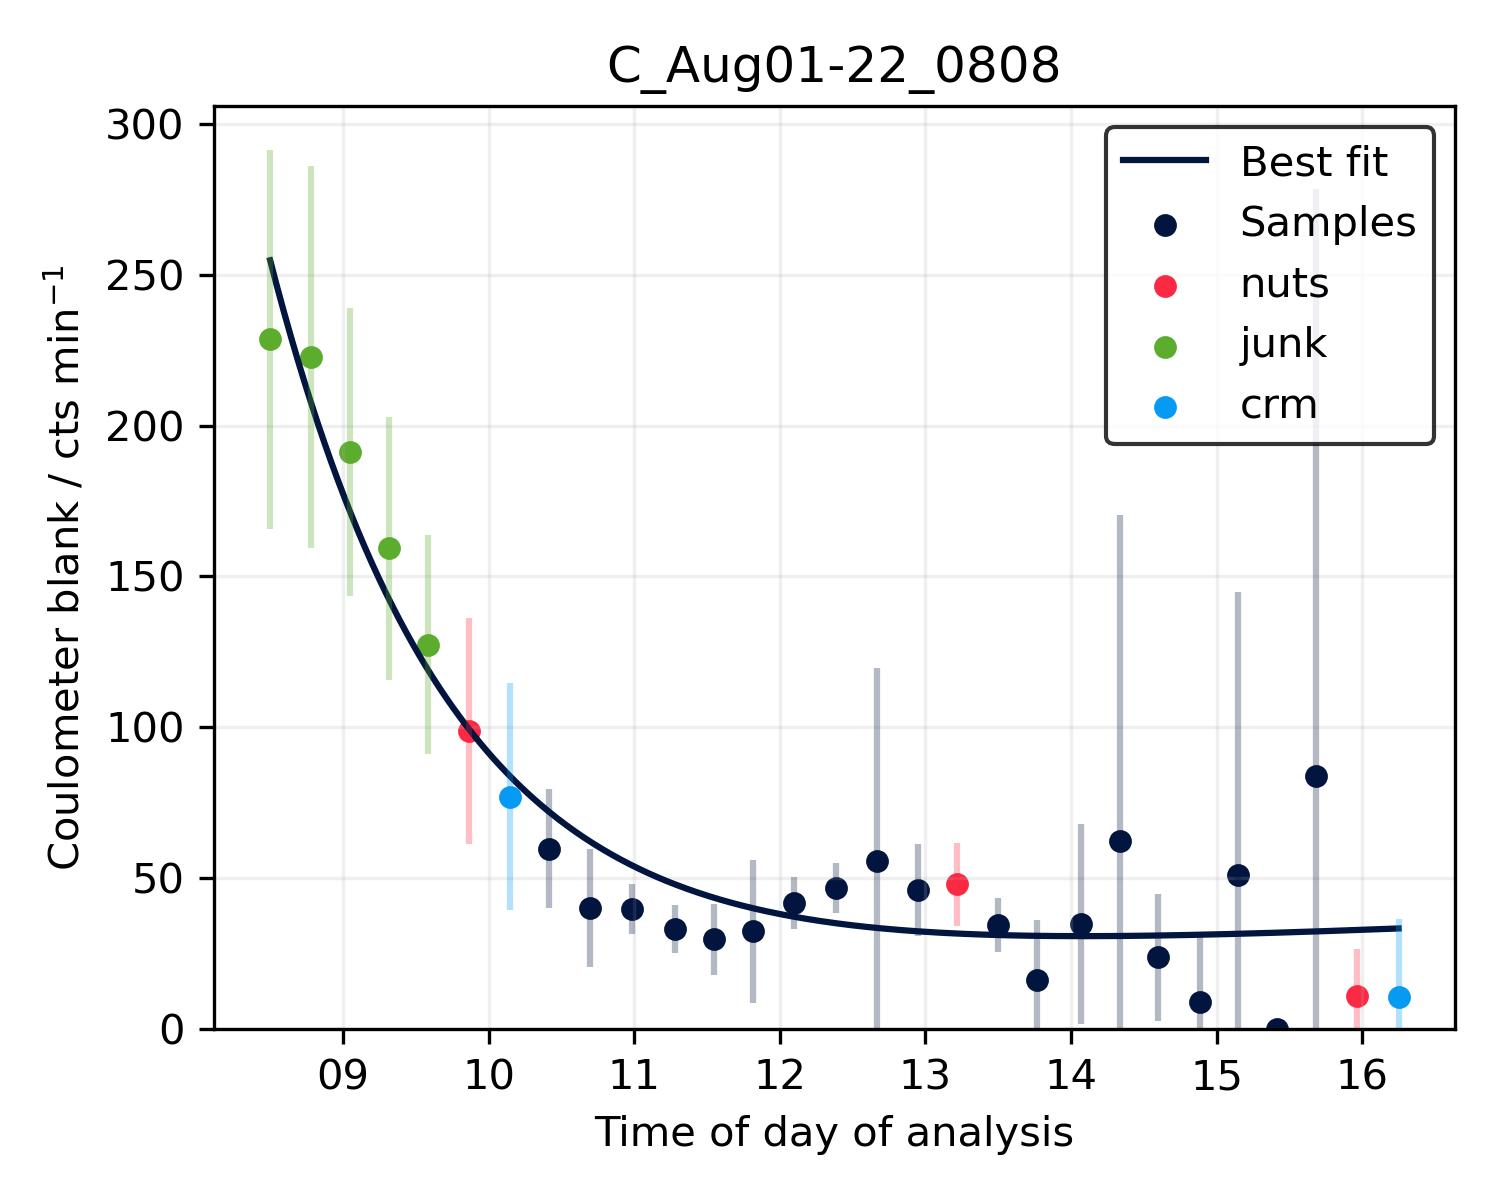 C_Aug01-22_0808
300
250
200
150
100
50
0
Coulometer blank / cts min⁻¹
Best fit
Samples
nuts
junk
crm
09 10 11 12 13 14 15 16
Time of day of analysis